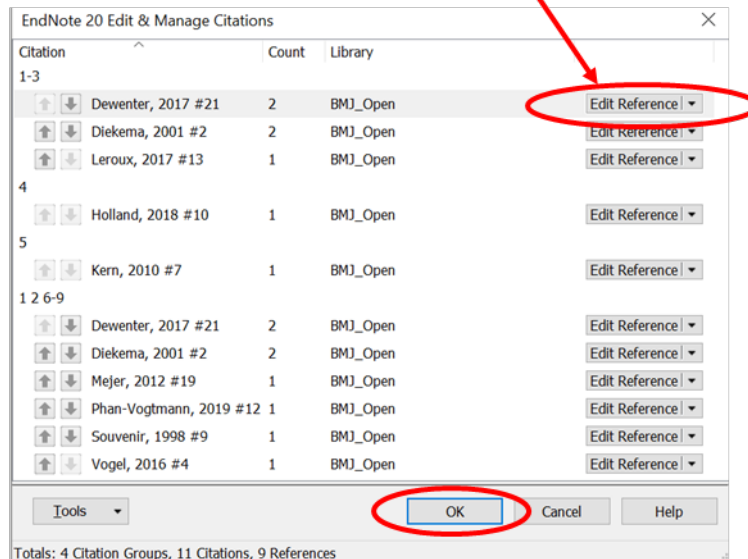 EndNote 20 Edit & Manage Citations
Citation Count Library
1-3
Dewenter, 2017 #21 2 BMJ_Open Edit Reference
Diekema, 2001 #2 2 BMJ_Open Edit Reference
Leroux, 2017 #13 1 BMJ_Open Edit Reference
4
Holland, 2018 #10 1 BMJ_Open Edit Reference
5
Kern, 2010 #7 1 BMJ_Open Edit Reference
1 2 6-9
Dewenter, 2017 #21 2 BMJ_Open Edit Reference
Diekema, 2001 #2 2 BMJ_Open Edit Reference
Mejer, 2012 #19 1 BMJ_Open Edit Reference
Phan-Vogtmann, 2019 #12 1 BMJ_Open Edit Reference
Souvenir, 1998 #9 1 BMJ_Open Edit Reference
Vogel, 2016 #4 1 BMJ_Open Edit Reference
Tools OK Cancel Help
Totals: 4 Citation Groups, 11 Citations, 9 References